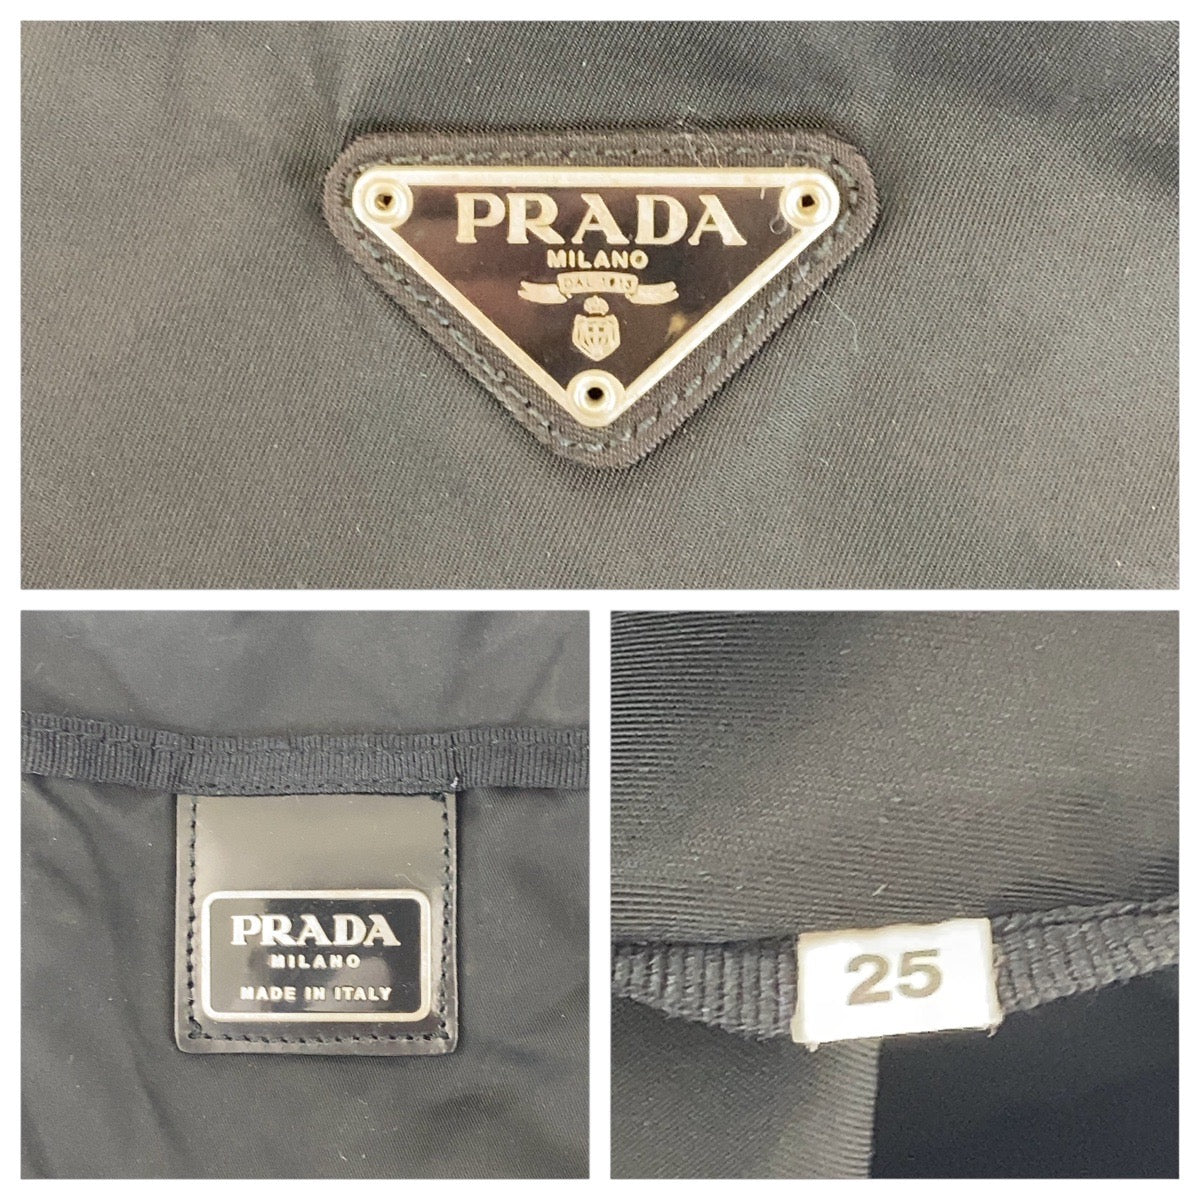 PRADA
MILANO
DAL 1913
PRADA
MILANO
MADE IN ITALY
25